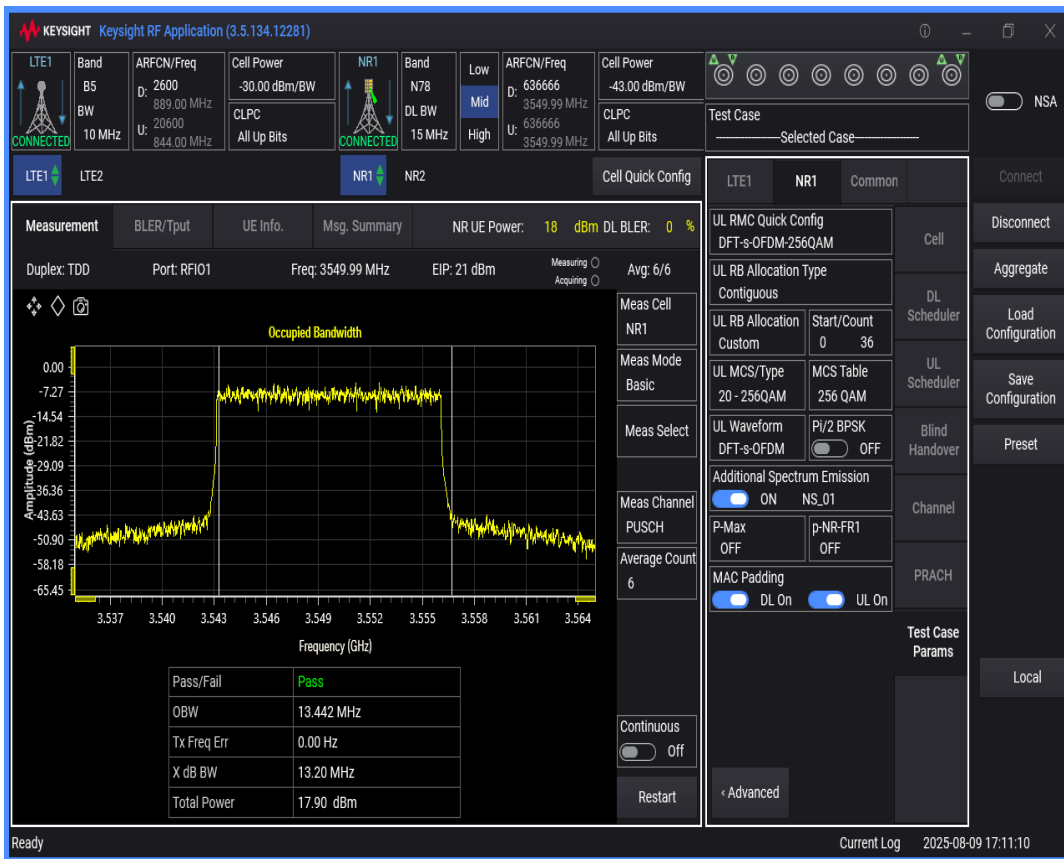 KEYSIGHT Keysight RF Application (3.5.134.12281)
LTE1 Band ARFCN/Freq Cell Power NR1 Band Low ARFCN/Freq Cell Power
B5 D: 2600 -30.00 dBm/BW N78 D: 636666 -43.00 dBm/BW
889.00 MHz Mid 3549.99 MHz
BW CLPC DL BW CLPC
CONNECTED 10 MHz U: 20600 All Up Bits CONNECTED 15 MHz High U: 636666 All Up Bits
844.00 MHz 3549.99 MHz
Test Case
------------------Selected Case------------------
NSA
LTE1 LTE2 NR1 NR2 Cell Quick Config
Measurement BLER/Tput UE Info. Msg. Summary NR UE Power: 18 dBm DL BLER: 0 %
Duplex: TDD Port: RFIO1 Freq: 3549.99 MHz EIP: 21 dBm Measuring Avg: 6/6
Acquiring
Occupied Bandwidth
Amplitude (dBm)
0.00
-7.27
-14.54
-21.82
-29.09
-36.36
-43.63
-50.90
-58.18
-65.45
3.537 3.540 3.543 3.546 3.549 3.552 3.555 3.558 3.561 3.564
Frequency (GHz)
Pass/Fail Pass
OBW 13.442 MHz
Tx Freq Err 0.00 Hz
X dB BW 13.20 MHz
Total Power 17.90 dBm
Meas Cell
NR1
Meas Mode
Basic
Meas Select
Meas Channel
PUSCH
Average Count
6
Continuous
Off
Restart
LTE1 NR1 Common
UL RMC Quick Config
DFT-s-OFDM-256QAM
UL RB Allocation Type
Contiguous
UL RB Allocation Start/Count
Custom 0 36
UL MCS/Type MCS Table
20 - 256QAM 256 QAM
UL Waveform Pi/2 BPSK
DFT-s-OFDM OFF
Additional Spectrum Emission
ON NS_01
P-Max p-NR-FR1
OFF OFF
MAC Padding
DL On UL On
‹ Advanced
Cell
DL
Scheduler
UL
Scheduler
Blind
Handover
Channel
PRACH
Test Case
Params
Connect
Disconnect
Aggregate
Load
Configuration
Save
Configuration
Preset
Local
Ready Current Log 2025-08-09 17:11:10